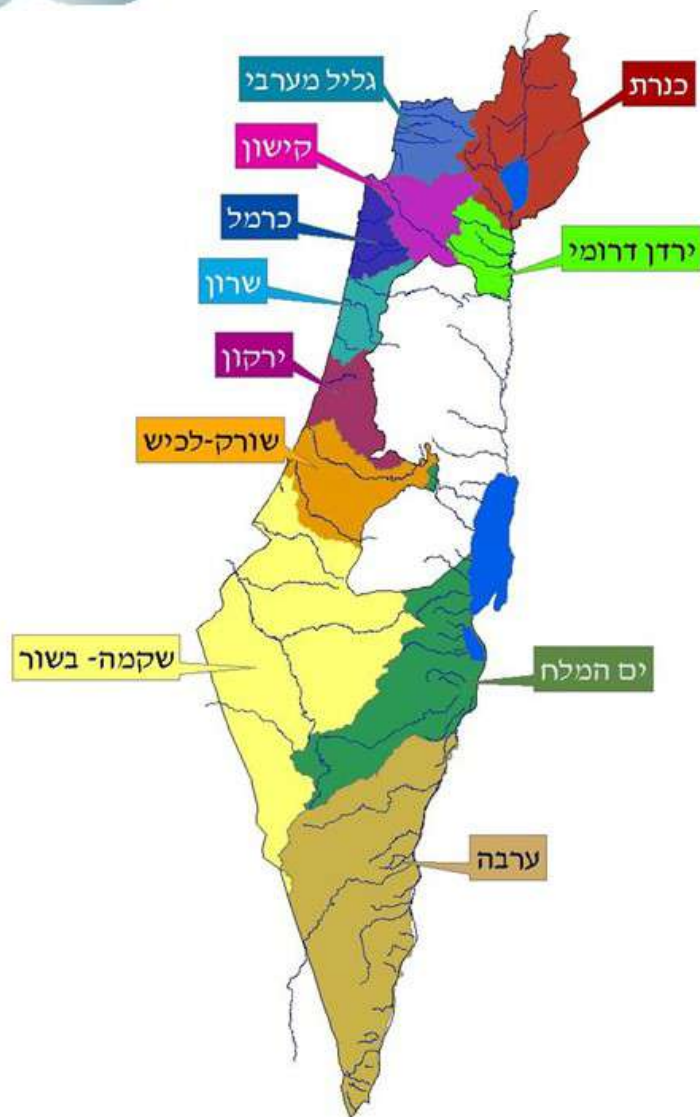 גליל מערבי
כנרת
קישון
כרמל
ירדן דרומי
שרון
ירקון
שורק-לכיש
שקמה- בשור
ים המלח
ערבה